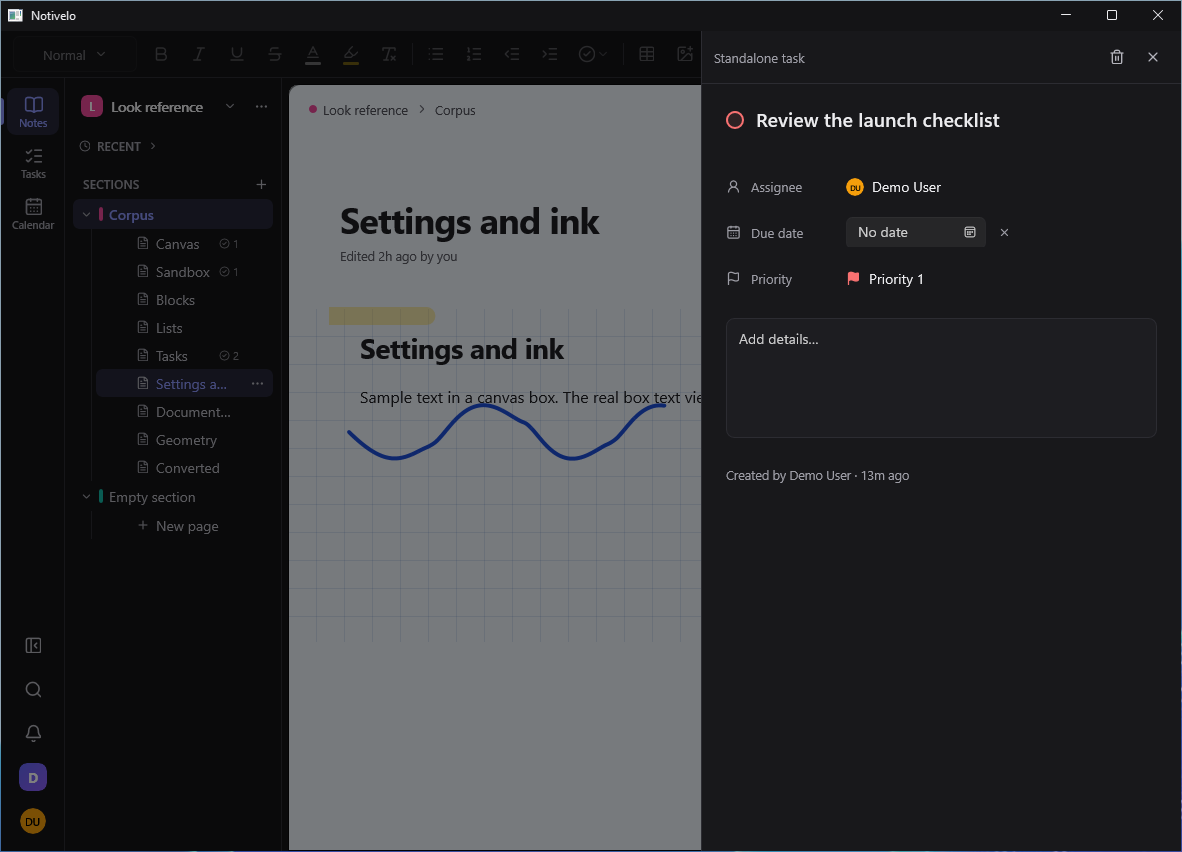 Notivelo
Normal
Standalone task
L Look reference
Notes
RECENT
Tasks
SECTIONS
Calendar
Corpus
Canvas 1
Sandbox 1
Blocks
Lists
Tasks 2
Settings a...
Document...
Geometry
Converted
Empty section
New page
D
DU
Look reference > Corpus
Settings and ink
Edited 2h ago by you
Settings and ink
Sample text in a canvas box. The real box text vie
Review the launch checklist
Assignee DU Demo User
Due date No date
Priority Priority 1
Add details...
Created by Demo User · 13m ago